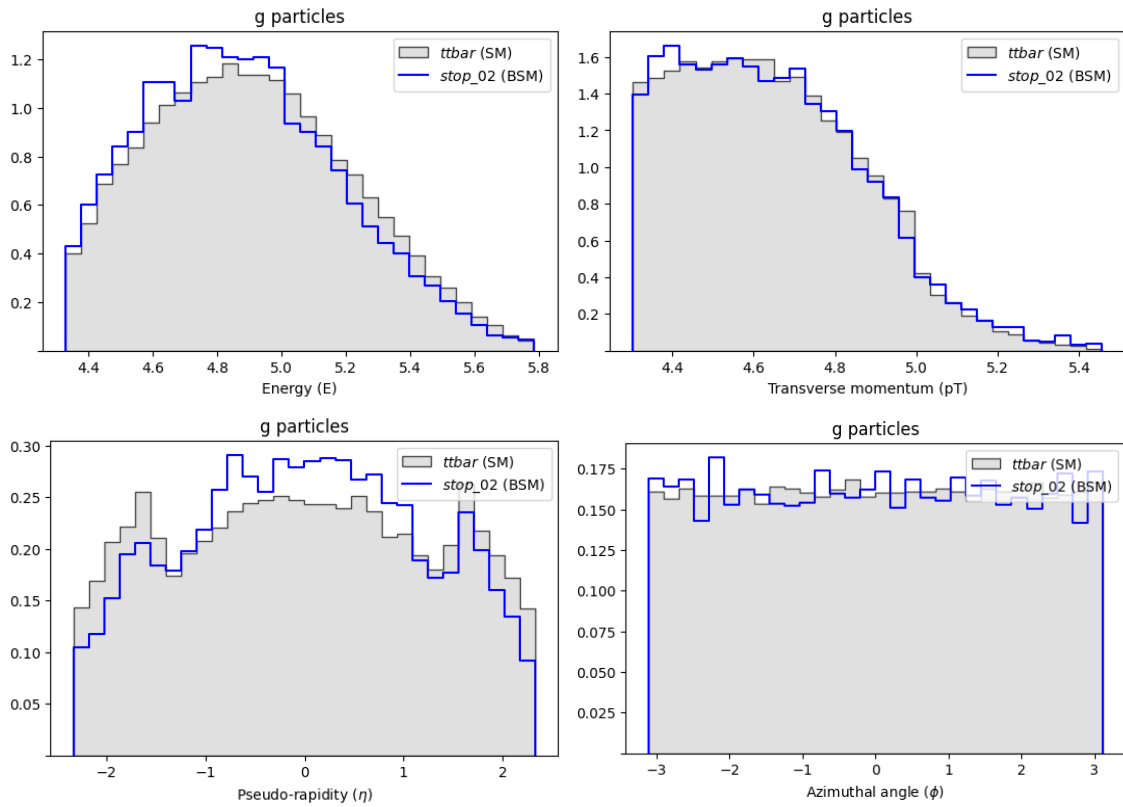 g particles
ttbar (SM)
stop_02 (BSM)
1.2
1.0
0.8
0.6
0.4
0.2
4.4 4.6 4.8 5.0 5.2 5.4 5.6 5.8
Energy (E)
g particles
ttbar (SM)
stop_02 (BSM)
1.6
1.4
1.2
1.0
0.8
0.6
0.4
0.2
4.4 4.6 4.8 5.0 5.2 5.4
Transverse momentum (pT)
g particles
ttbar (SM)
stop_02 (BSM)
0.30
0.25
0.20
0.15
0.10
0.05
−2 −1 0 1 2
Pseudo-rapidity (η)
g particles
ttbar (SM)
stop_02 (BSM)
0.175
0.150
0.125
0.100
0.075
0.050
0.025
−3 −2 −1 0 1 2 3
Azimuthal angle (ϕ)